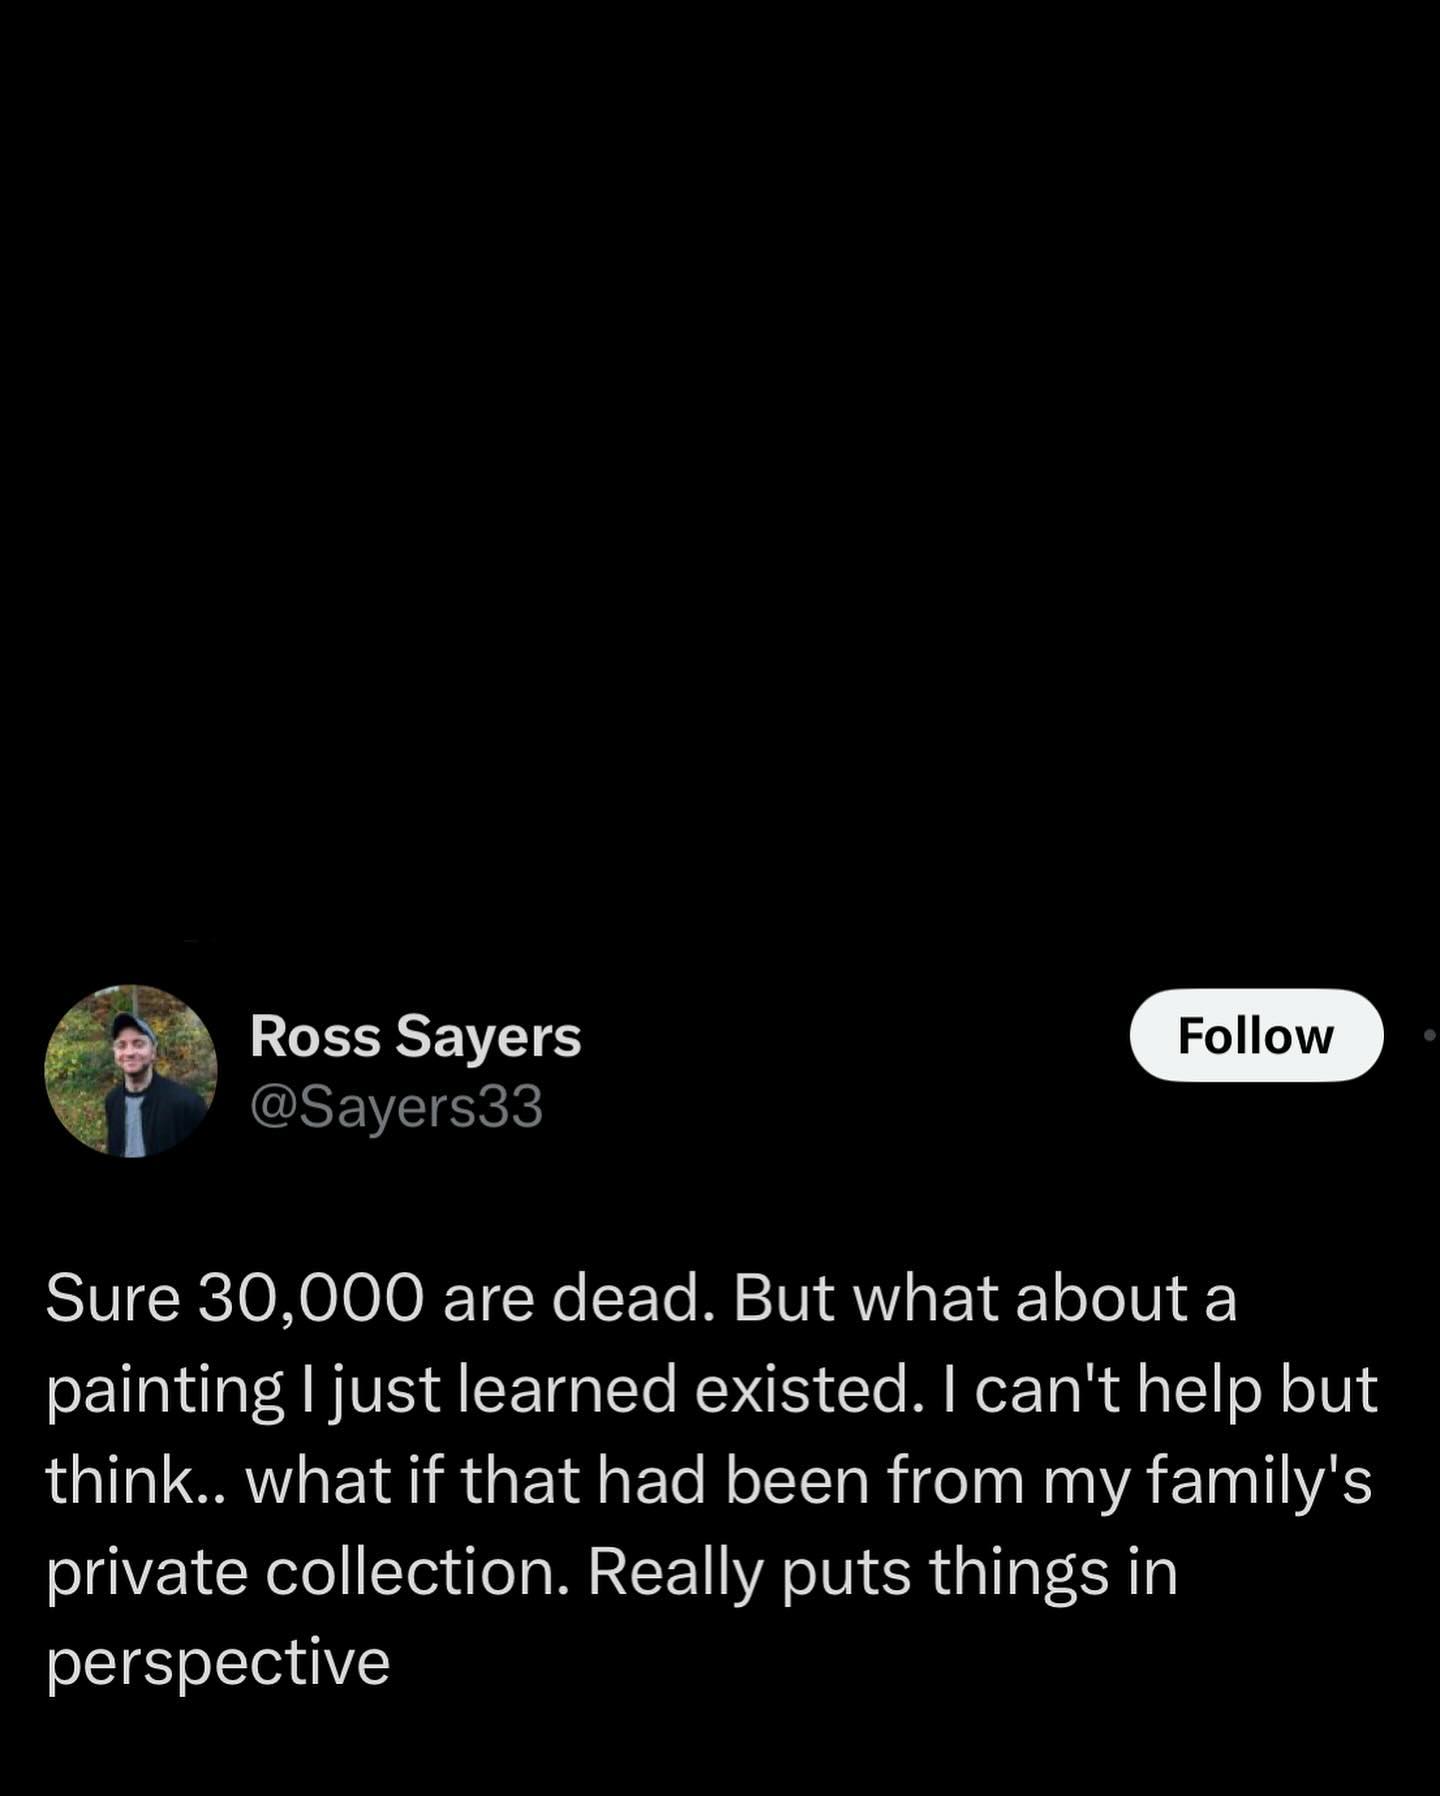 Ross Sayers
@Sayers33
Follow
Sure 30,000 are dead. But what about a
painting I just learned existed. I can't help but
think.. what if that had been from my family's
private collection. Really puts things in
perspective